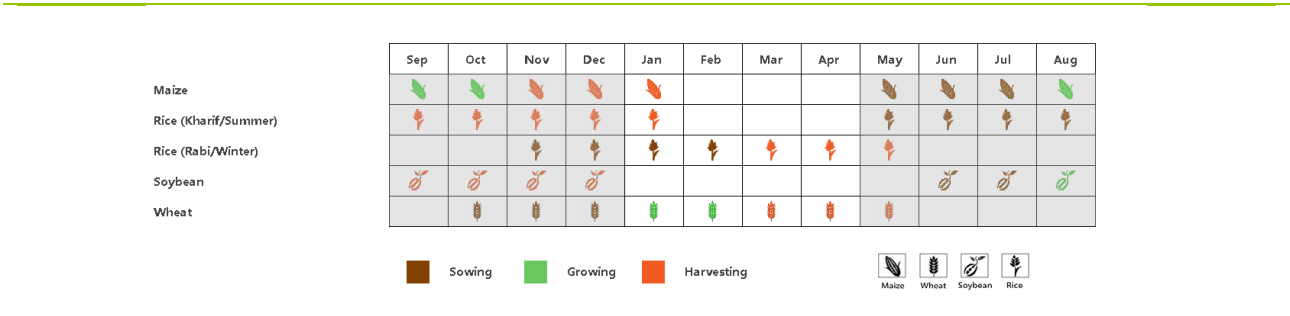 Sep Oct Nov Dec Jan Feb Mar Apr May Jun Jul Aug
Maize
Rice (Kharif/Summer)
Rice (Rabi/Winter)
Soybean
Wheat
Sowing Growing Harvesting
Maize Wheat Soybean Rice